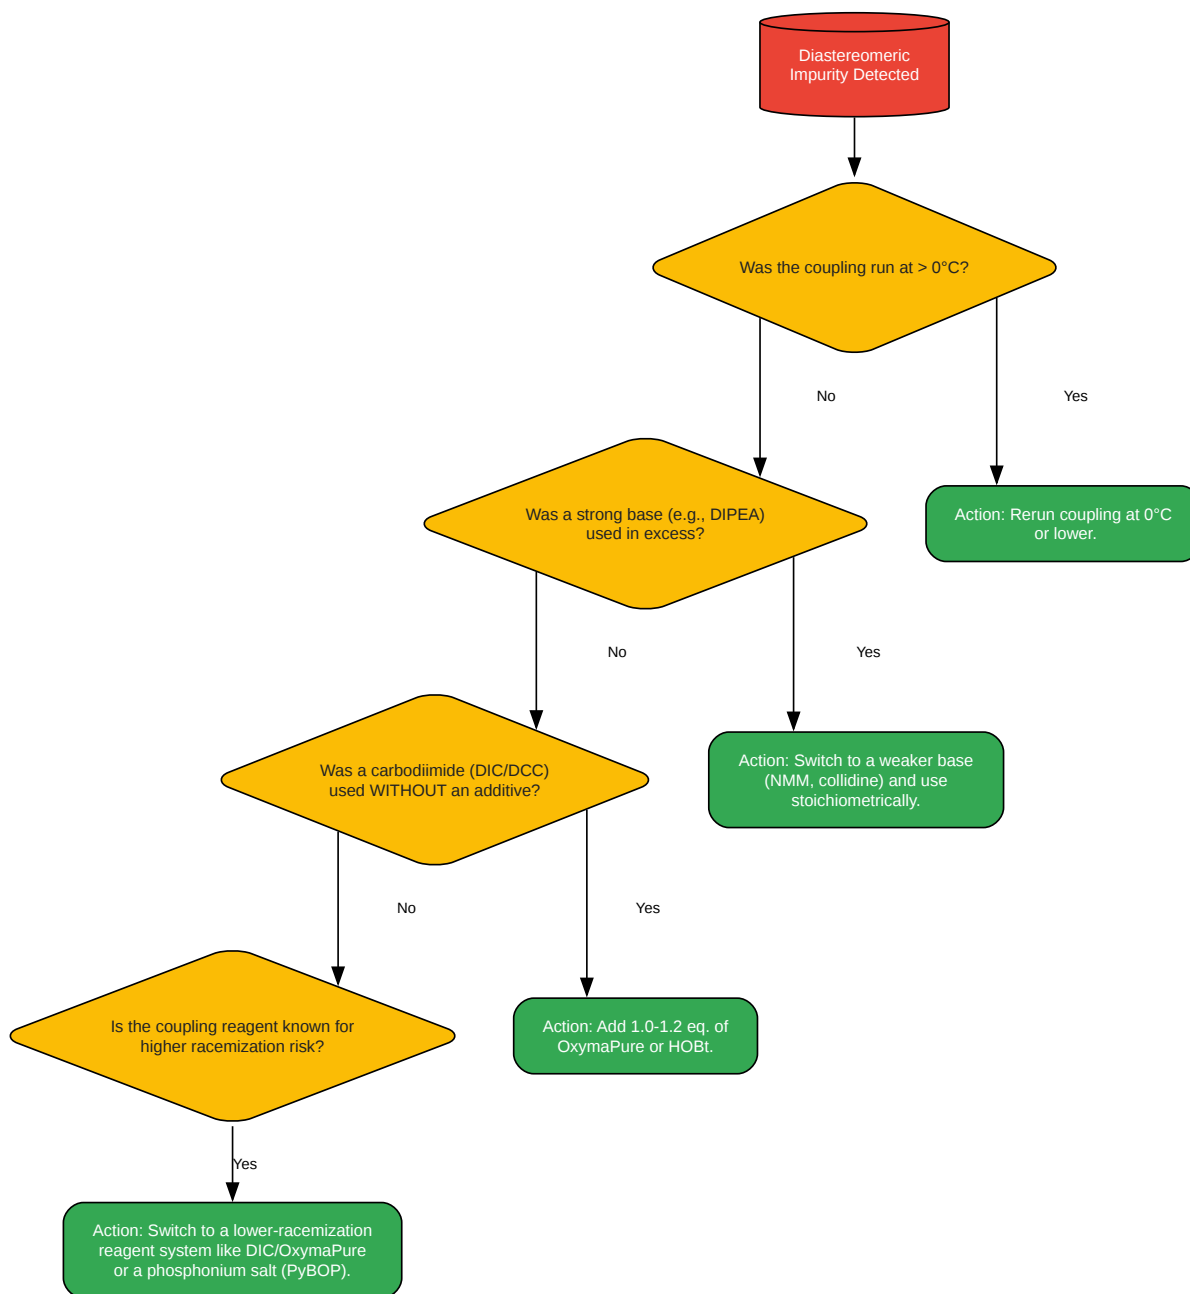 Diastereomeric
Impurity Detected
Was the coupling run at > 0°C?
No
Yes
Was a strong base (e.g., DIPEA)
used in excess?
Action: Rerun coupling at 0°C
or lower.
No
Yes
Was a carbodiimide (DIC/DCC)
used WITHOUT an additive?
Action: Switch to a weaker base
(NMM, collidine) and use
stoichiometrically.
No
Yes
Is the coupling reagent known for
higher racemization risk?
Action: Add 1.0-1.2 eq. of
OxymaPure or HOBt.
Yes
Action: Switch to a lower-racemization
reagent system like DIC/OxymaPure
or a phosphonium salt (PyBOP).